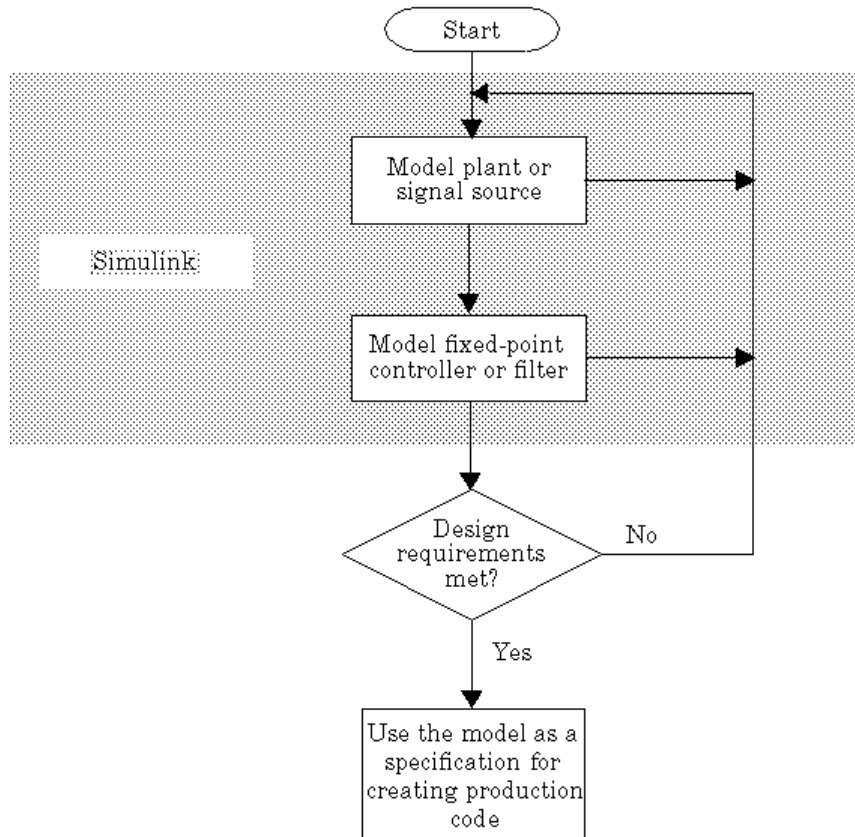 Start
Model plant or
signal source
Simulink
Model fixed-point
controller or filter
Design
requirements
met?
No
Yes
Use the model as a
specification for
creating production
code